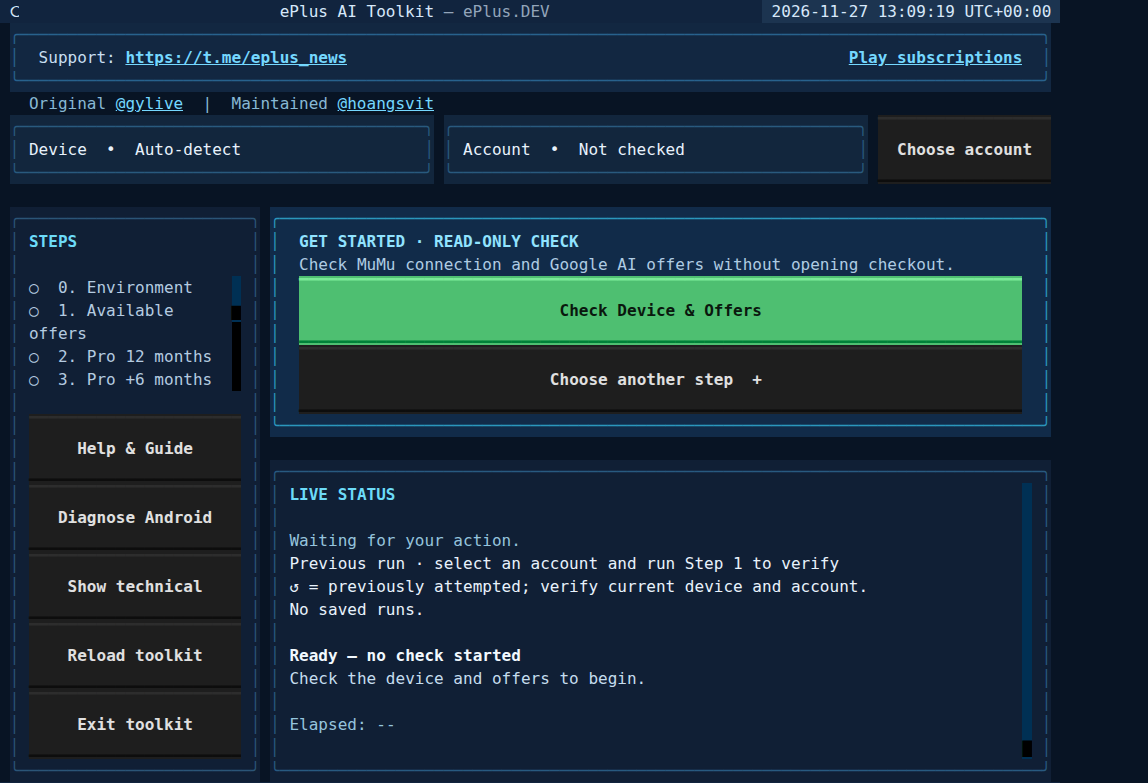 C ePlus AI Toolkit — ePlus.DEV 2026-11-27 13:09:19 UTC+00:00
Support: https://t.me/eplus_news Play subscriptions
Original @gylive | Maintained @hoangsvit
Device • Auto-detect
Account • Not checked
Choose account
STEPS
○ 0. Environment
○ 1. Available
offers
○ 2. Pro 12 months
○ 3. Pro +6 months
Help & Guide
Diagnose Android
Show technical
Reload toolkit
Exit toolkit
GET STARTED · READ-ONLY CHECK
Check MuMu connection and Google AI offers without opening checkout.
Check Device & Offers
Choose another step +
LIVE STATUS
Waiting for your action.
Previous run · select an account and run Step 1 to verify
↺ = previously attempted; verify current device and account.
No saved runs.
Ready — no check started
Check the device and offers to begin.
Elapsed: --